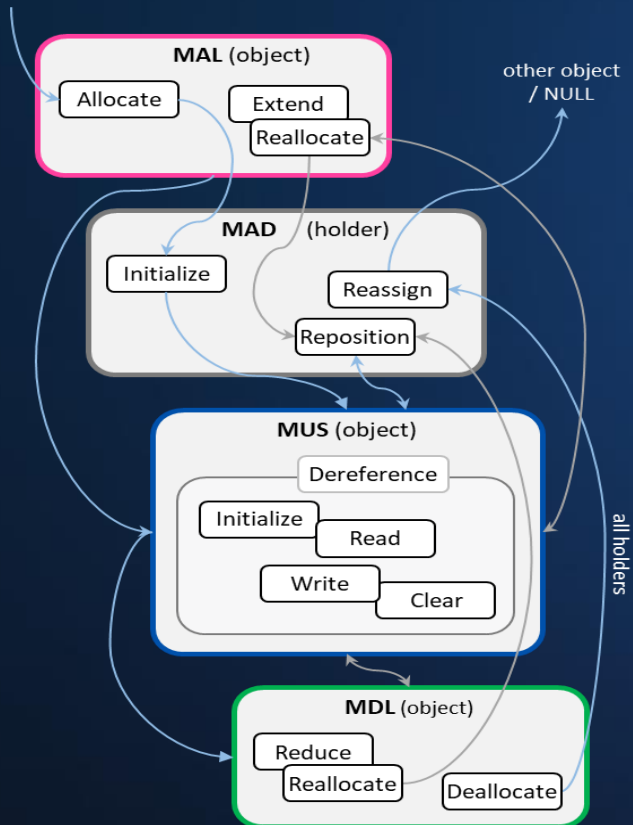 MAL (object)
Allocate
Extend
Reallocate
other object
/ NULL
MAD (holder)
Initialize
Reassign
Reposition
MUS (object)
Dereference
Initialize
Read
Write
Clear
all holders
MDL (object)
Reduce
Reallocate
Deallocate